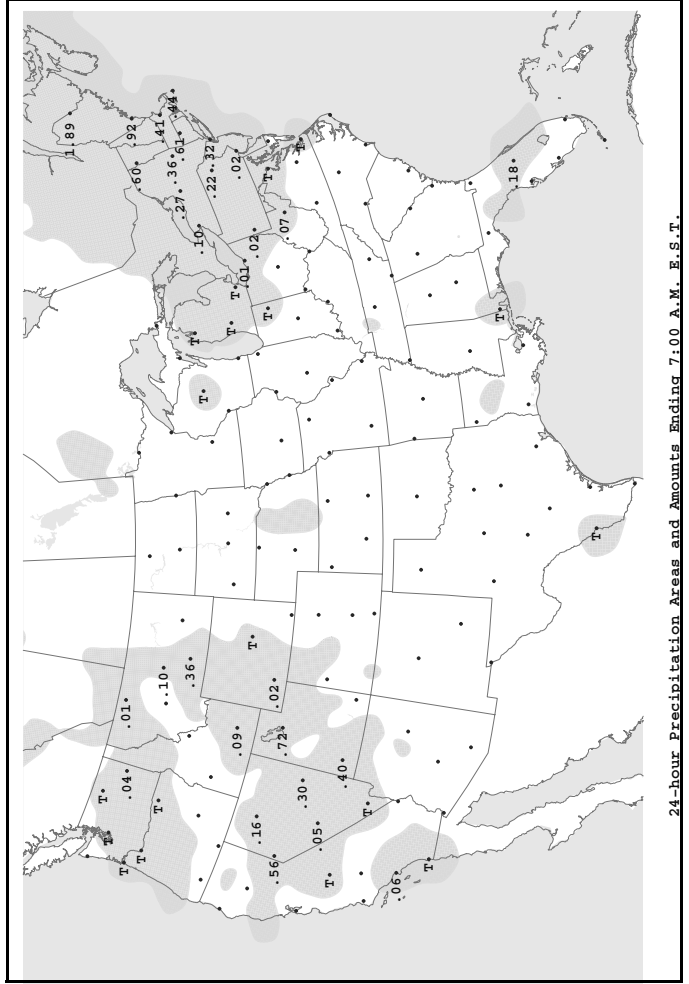 1.89
T
T
T .04 .01 .92
T .60
T .10 .41
.36 .44
.36 .27 .61
T .10
T .22 .32
.09 T T .02
.16 T .01 .02
T T
.56 .02
.72 .07
.30 T
.05
T
.40
T
.06
T
T
.18
T
24-hour Precipitation Areas and Amounts Ending 7:00 A.M. E.S.T.